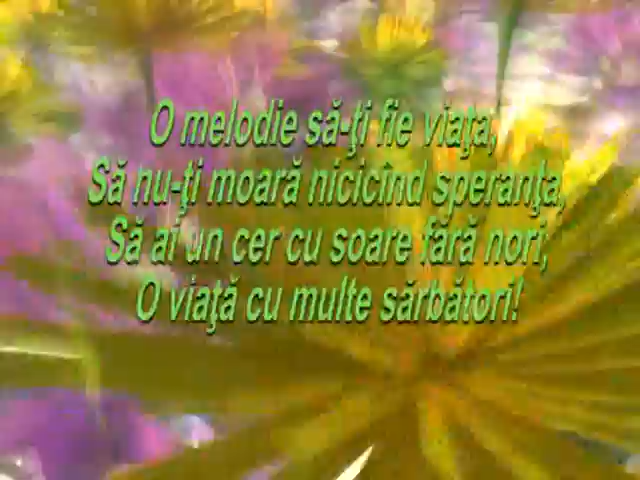 O melodie să-ţi fie viaţa,
Să nu-ţi moară nicicînd speranţa,
Să ai un cer cu soare fără nori;
O viaţă cu multe sărbători!